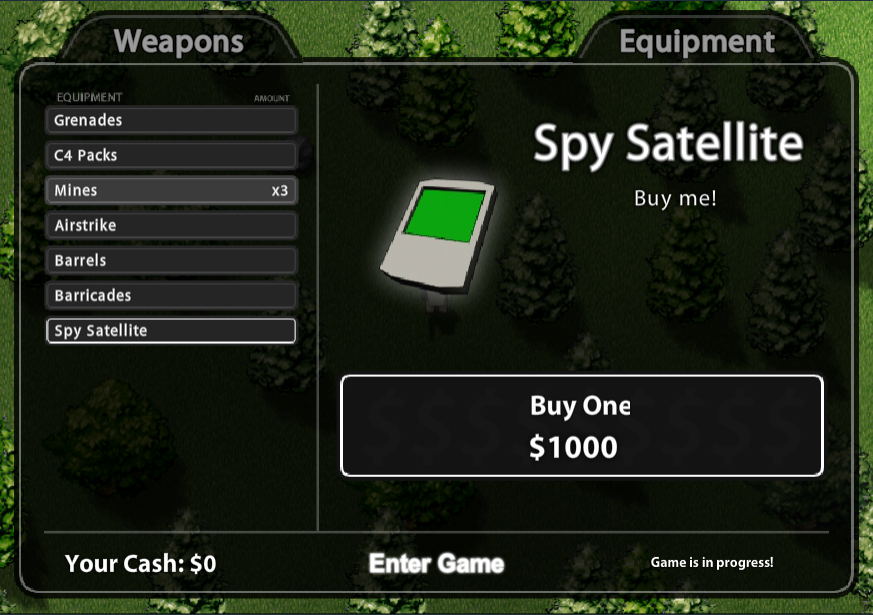 Weapons
Equipment
EQUIPMENT AMOUNT
Grenades
C4 Packs
Mines x3
Airstrike
Barrels
Barricades
Spy Satellite
Spy Satellite
Buy me!
Buy One
$1000
Your Cash: $0
Enter Game
Game is in progress!